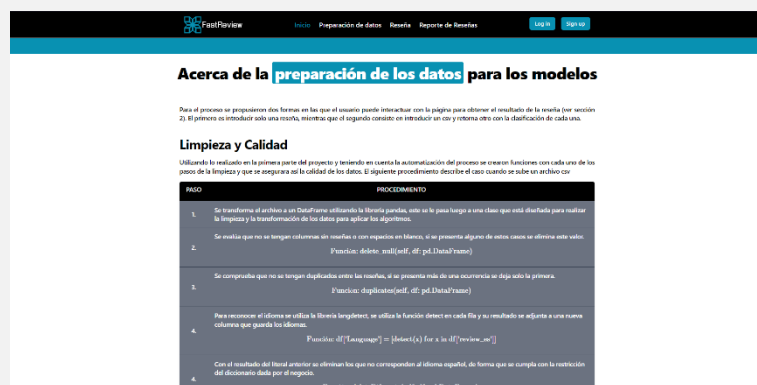 FastReview Inicio Preparación de datos Reseña Reporte de Reseñas Log in Sign up
Acerca de la preparación de los datos para los modelos
Para el proceso se propusieron dos formas en las que el usuario puede interactuar con la página para obtener el resultado de la reseña (ver sección
2). El primero es introducir solo una reseña, mientras que el segundo consiste en introducir un csv y retorna otro con la clasificación de cada una.
Limpieza y Calidad
Utilizando lo realizado en la primera parte del proyecto y teniendo en cuenta la automatización del proceso se crearon funciones con cada uno de los
pasos de la limpieza y que se asegurara así la calidad de los datos. El siguiente procedimiento describe el caso cuando se sube un archivo csv
PASO PROCEDIMIENTO
1. Se transforma el archivo a un DataFrame utilizando la librería pandas, este se le pasa luego a una clase que está diseñada para realizar
la limpieza y la transformación de los datos para aplicar los algoritmos.
2. Se evalúa que no se tengan columnas sin reseñas o con espacios en blanco, si se presenta alguno de estos casos se elimina este valor.
Función: delete_null(self, df: pd.DataFrame)
3. Se comprueba que no se tengan duplicados entre las reseñas, si se presenta más de una ocurrencia se deja solo la primera.
Función: duplicates(self, df: pd.DataFrame)
4. Para reconocer el idioma se utiliza la librería langdetect, se utiliza la función detect en cada fila y su resultado se adjunta a una nueva
columna que guarda los idiomas.
Función: df['Language'] = [detect(x) for x in df['review_es']]
4. Con el resultado del literal anterior se eliminan los que no corresponden al idioma español, de forma que se cumpla con la restricción
del diccionario dada por el negocio.